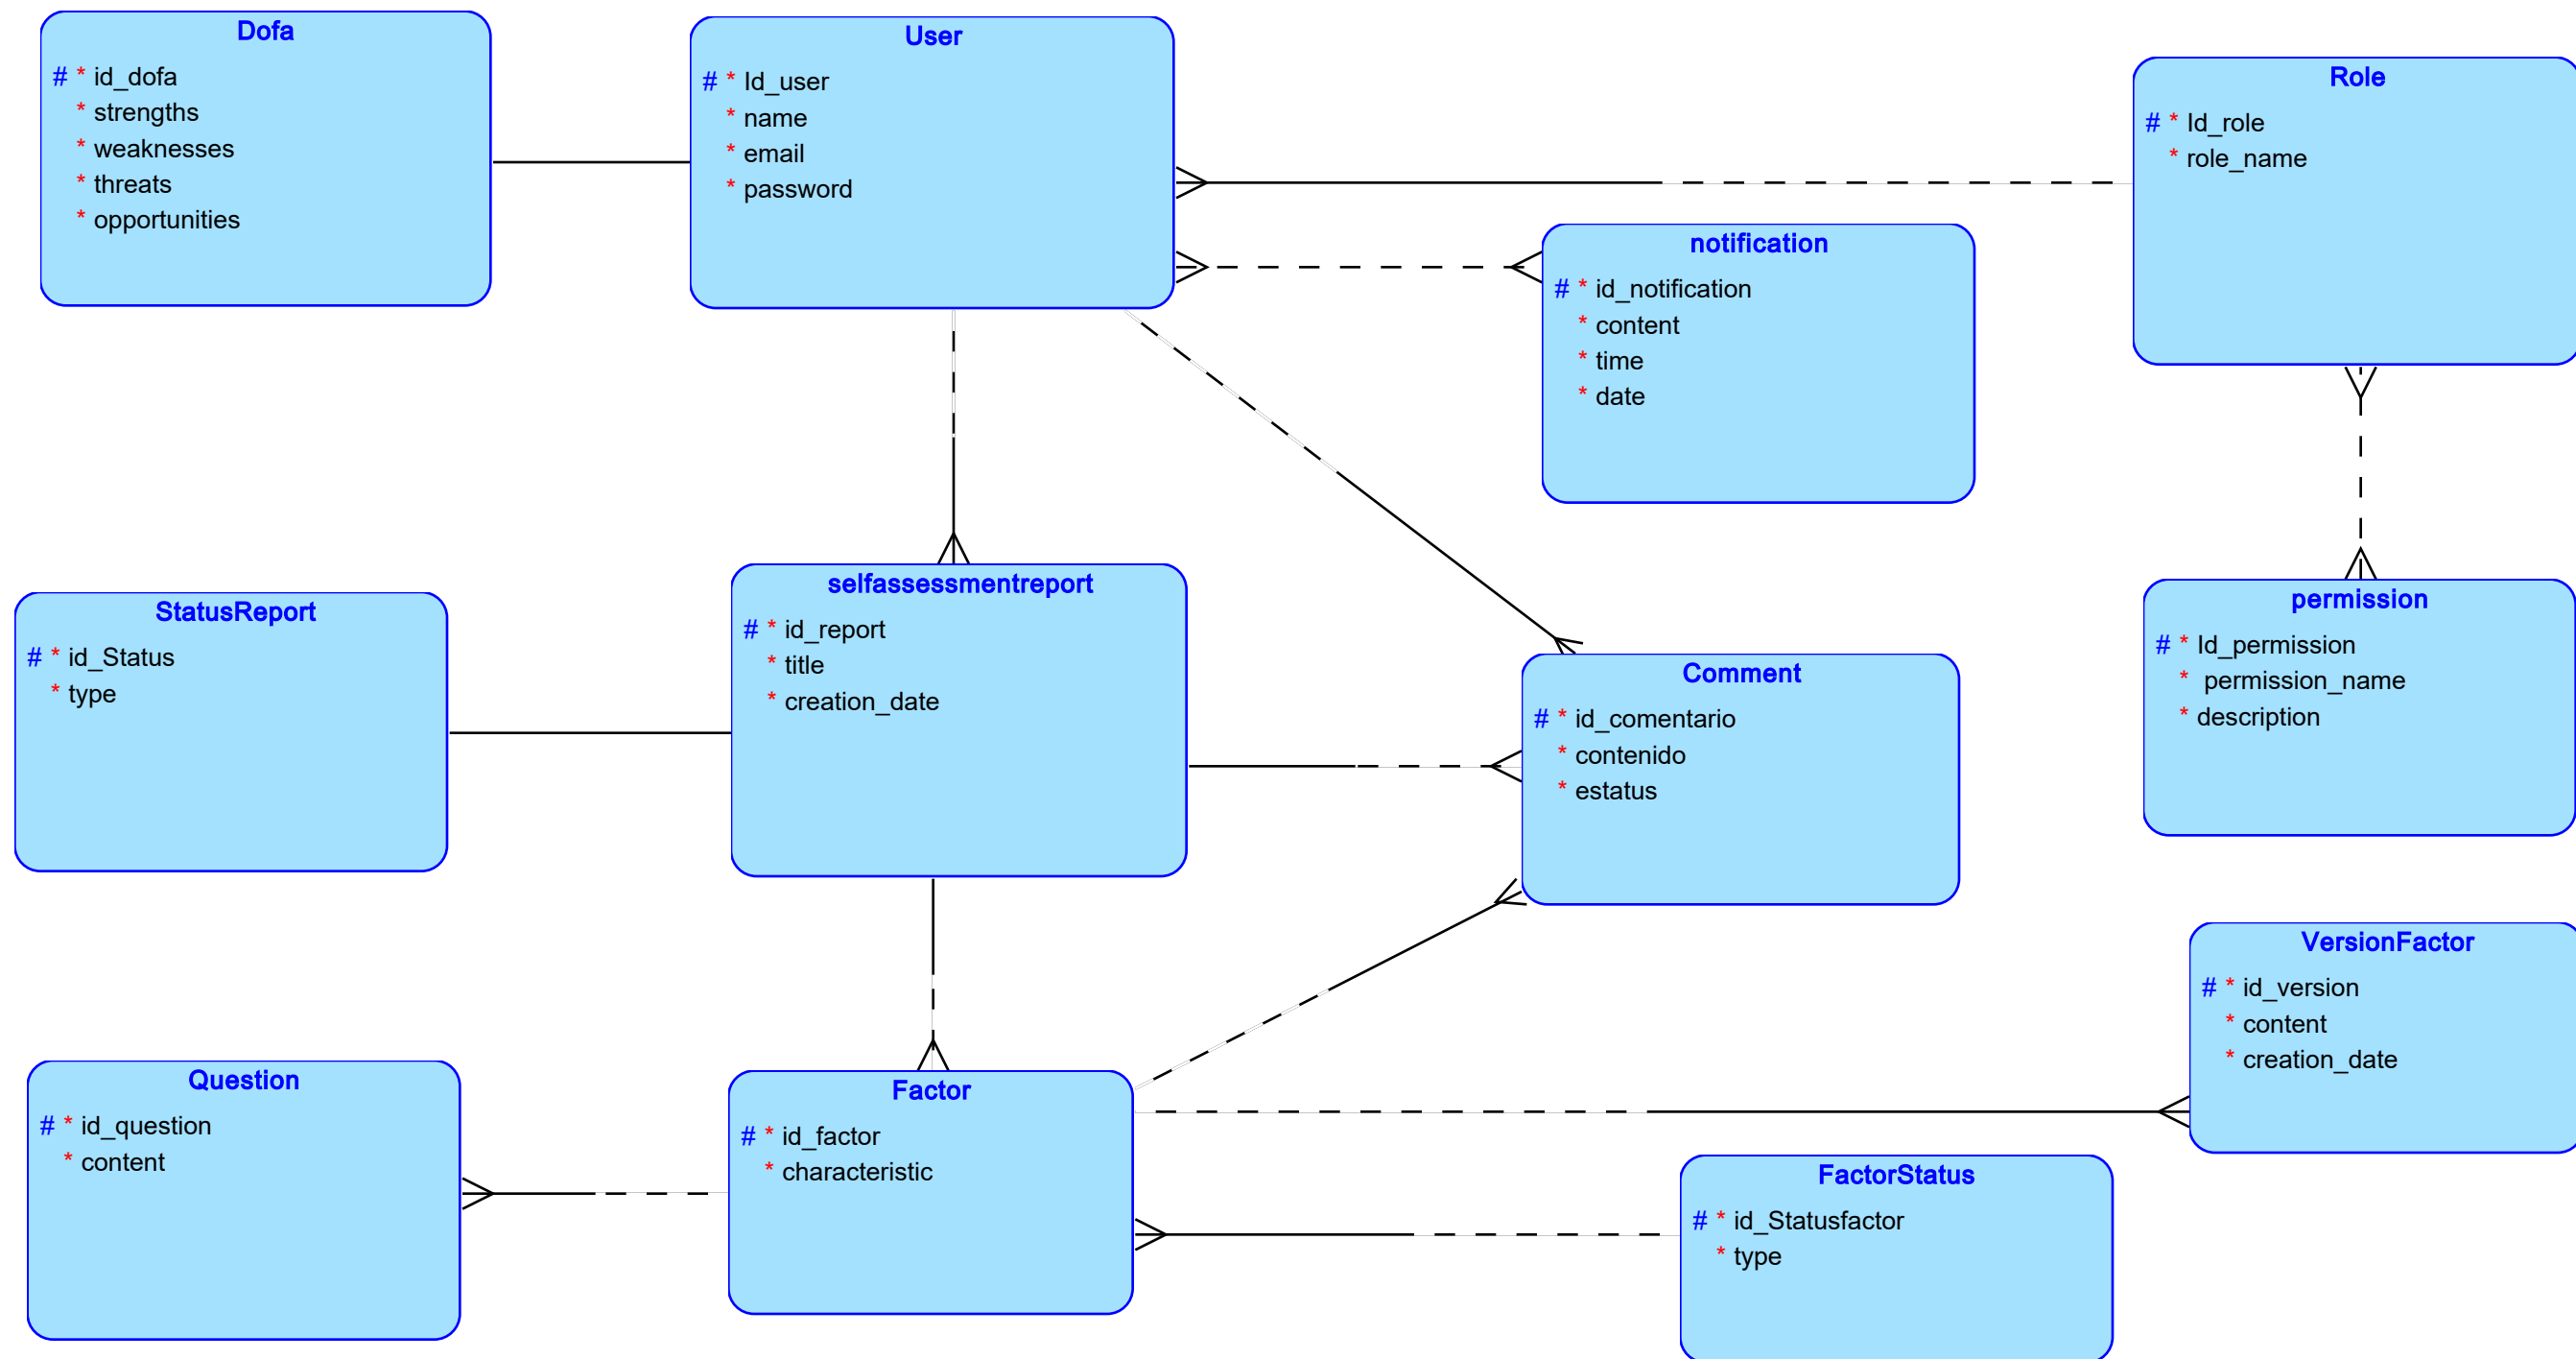 Dofa
# * id_dofa
* strengths
* weaknesses
* threats
* opportunities
User
# * Id_user
* name
* email
* password
Role
# * Id_role
* role_name
notification
# * id_notification
* content
* time
* date
StatusReport
# * id_Status
* type
selfassessmentreport
# * id_report
* title
* creation_date
Comment
# * id_comentario
* contenido
* estatus
permission
# * Id_permission
* permission_name
* description
Question
# * id_question
* content
Factor
# * id_factor
* characteristic
VersionFactor
# * id_version
* content
* creation_date
FactorStatus
# * id_Statusfactor
* type